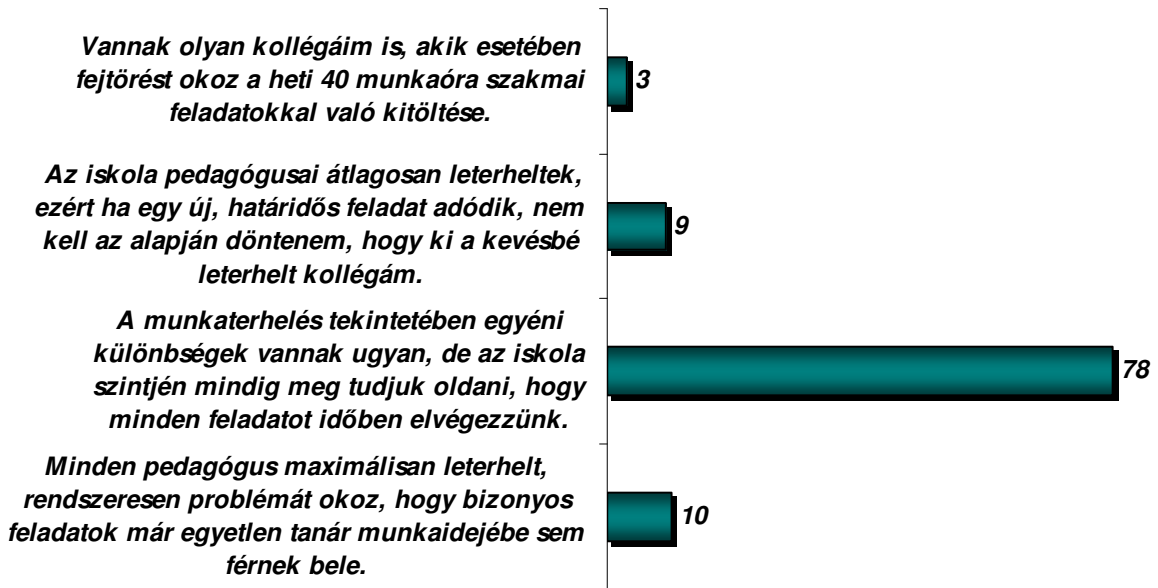 Vannak olyan kollégáim is, akik esetében
fejtörést okoz a heti 40 munkaóra szakmai
feladatokkal való kitöltése.
3
Az iskola pedagógusai átlagosan leterheltek,
ezért ha egy új, határidős feladat adódik, nem
kell az alapján döntenem, hogy ki a kevésbé
leterhelt kollégám.
9
A munkaterhelés tekintetében egyéni
különbségek vannak ugyan, de az iskola
szintjén mindig meg tudjuk oldani, hogy
minden feladatot időben elvégezzünk.
78
Minden pedagógus maximálisan leterhelt,
rendszeresen problémát okoz, hogy bizonyos
feladatok már egyetlen tanár munkaidejébe sem
férnek bele.
10